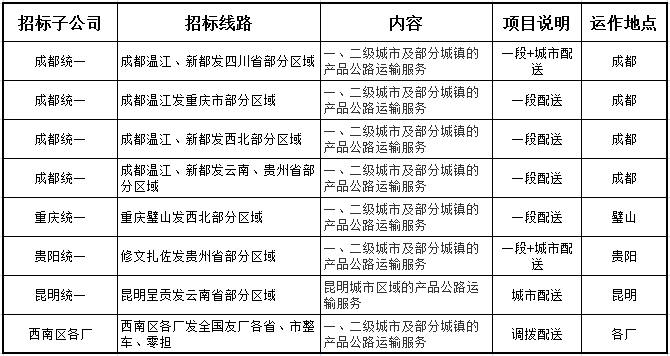 招标子公司 招标线路 内容 项目说明 运作地点
成都统一 成都温江、新都发四川省部分区域 一、二级城市及部分城镇的产品公路运输服务 一段+城市配送 成都
成都统一 成都温江发重庆市部分区域 一、二级城市及部分城镇的产品公路运输服务 一段配送 成都
成都统一 成都温江、新都发西北部分区域 一、二级城市及部分城镇的产品公路运输服务 一段配送 成都
成都统一 成都温江、新都发云南、贵州省部分区域 一、二级城市及部分城镇的产品公路运输服务 一段配送 成都
重庆统一 重庆璧山发西北部分区域 一、二级城市及部分城镇的产品公路运输服务 一段配送 璧山
贵阳统一 修文扎佐发贵州省部分区域 一、二级城市及部分城镇的产品公路运输服务 一段+城市配送 贵阳
昆明统一 昆明呈贡发云南省部分区域 昆明城市区域的产品公路运输服务 城市配送 昆明
西南区各厂 西南区各厂发全国友厂各省、市整车、零担 一、二级城市及部分城镇的产品公路运输服务 调拨配送 各厂